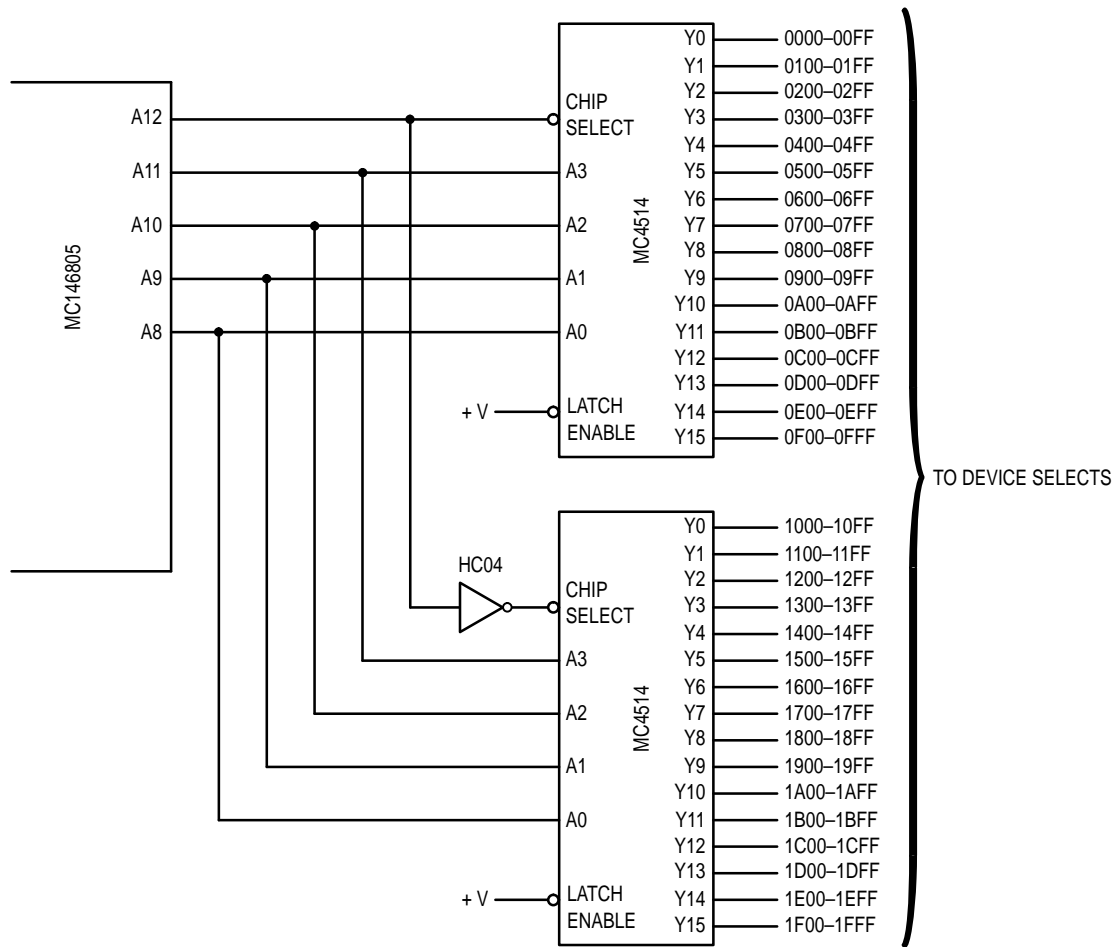 MC146805
A12
A11
A10
A9
A8
CHIP
SELECT
A3
A2
A1
A0
+ V
LATCH
ENABLE
MC4514
Y0 0000–00FF
Y1 0100–01FF
Y2 0200–02FF
Y3 0300–03FF
Y4 0400–04FF
Y5 0500–05FF
Y6 0600–06FF
Y7 0700–07FF
Y8 0800–08FF
Y9 0900–09FF
Y10 0A00–0AFF
Y11 0B00–0BFF
Y12 0C00–0CFF
Y13 0D00–0DFF
Y14 0E00–0EFF
Y15 0F00–0FFF
TO DEVICE SELECTS
HC04
CHIP
SELECT
A3
A2
A1
A0
+ V
LATCH
ENABLE
MC4514
Y0 1000–10FF
Y1 1100–11FF
Y2 1200–12FF
Y3 1300–13FF
Y4 1400–14FF
Y5 1500–15FF
Y6 1600–16FF
Y7 1700–17FF
Y8 1800–18FF
Y9 1900–19FF
Y10 1A00–1AFF
Y11 1B00–1BFF
Y12 1C00–1CFF
Y13 1D00–1DFF
Y14 1E00–1EFF
Y15 1F00–1FFF